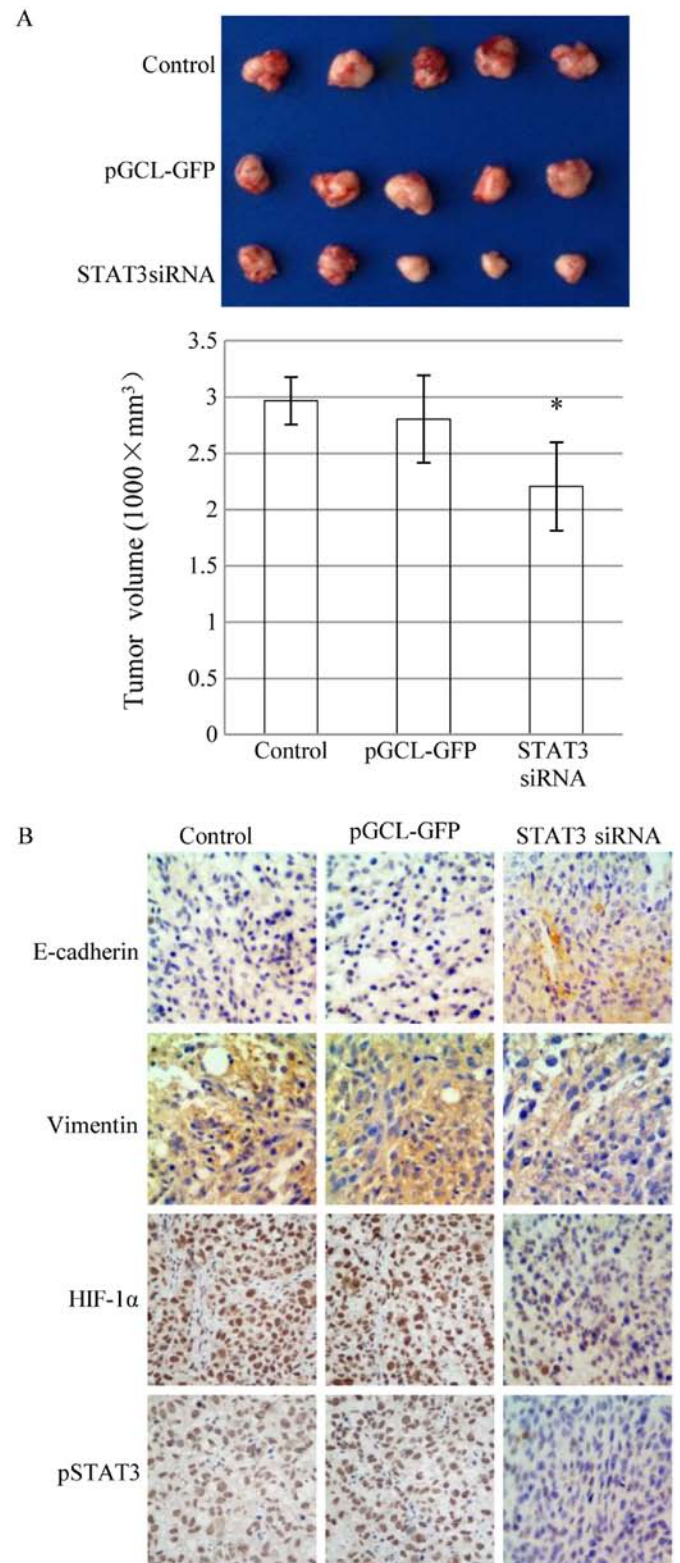 A
Control
pGCL-GFP
STAT3siRNA
Tumor volume (1000×mm³)
3.5
3
2.5
2
1.5
1
0.5
0
*
Control
pGCL-GFP
STAT3
siRNA
B
Control
pGCL-GFP
STAT3 siRNA
E-cadherin
Vimentin
HIF-1α
pSTAT3